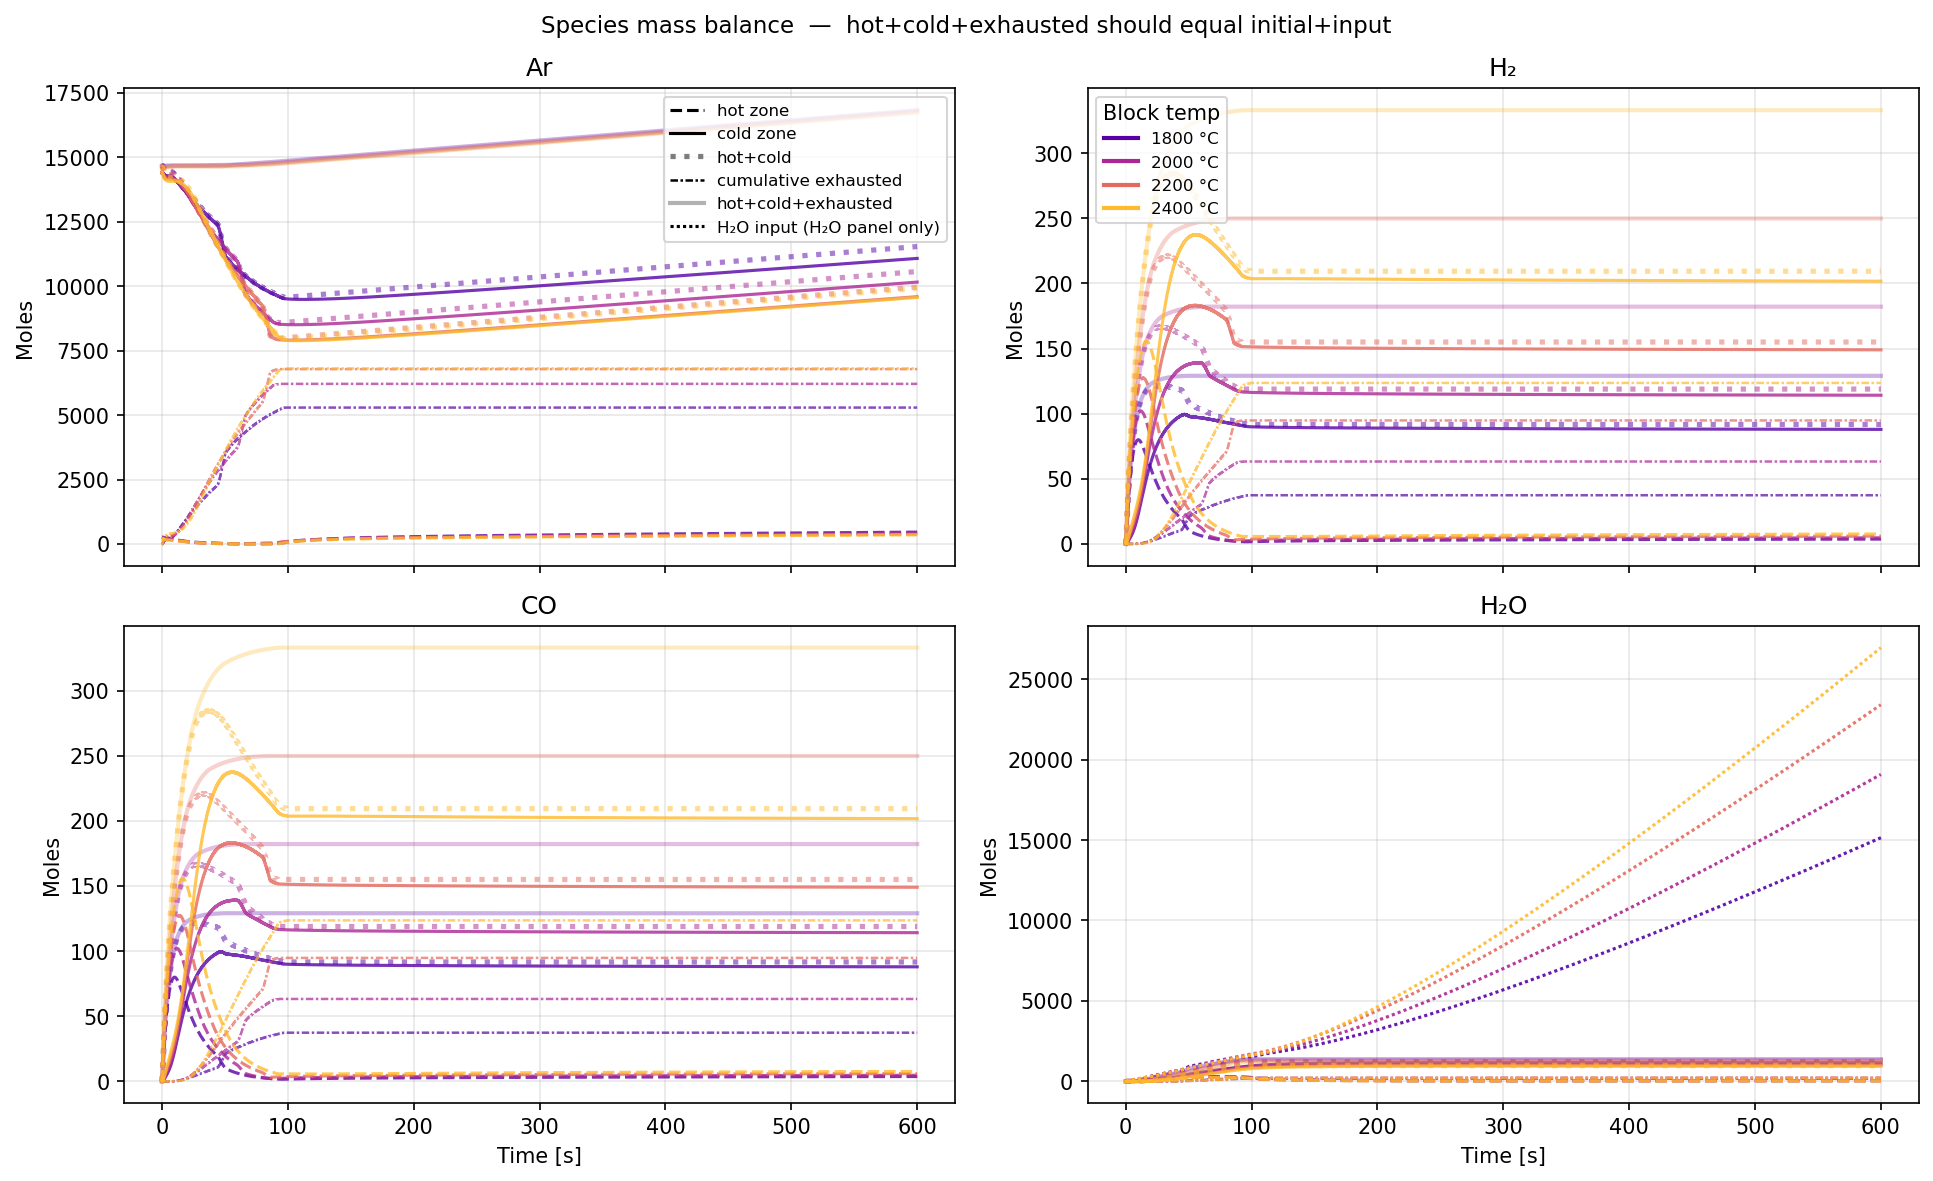 Species mass balance — hot+cold+exhausted should equal initial+input
Ar
Moles
17500
15000
12500
10000
7500
5000
2500
0
hot zone
cold zone
hot+cold
cumulative exhausted
hot+cold+exhausted
H₂O input (H₂O panel only)
H₂
Moles
300
250
200
150
100
50
0
Block temp
1800 °C
2000 °C
2200 °C
2400 °C
CO
Moles
300
250
200
150
100
50
0
0 100 200 300 400 500 600
Time [s]
H₂O
Moles
25000
20000
15000
10000
5000
0
0 100 200 300 400 500 600
Time [s]